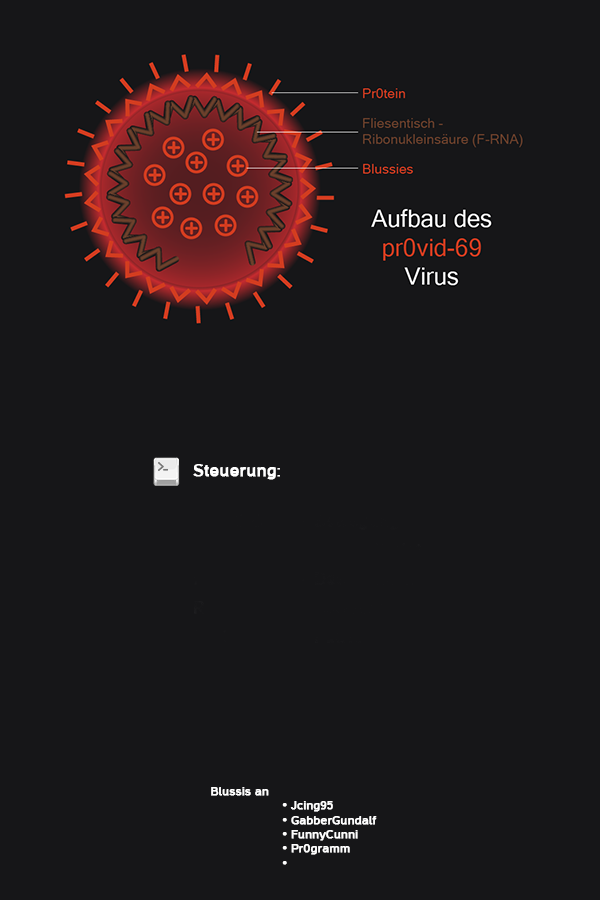 Pr0tein
Fliesentisch -
Ribonukleinsäure (F-RNA)
Blussies
Aufbau des
pr0vid-69
Virus
>_ Steuerung:
Blussis an
• Jcing95
• GabberGundalf
• FunnyCunni
• Pr0gramm
•